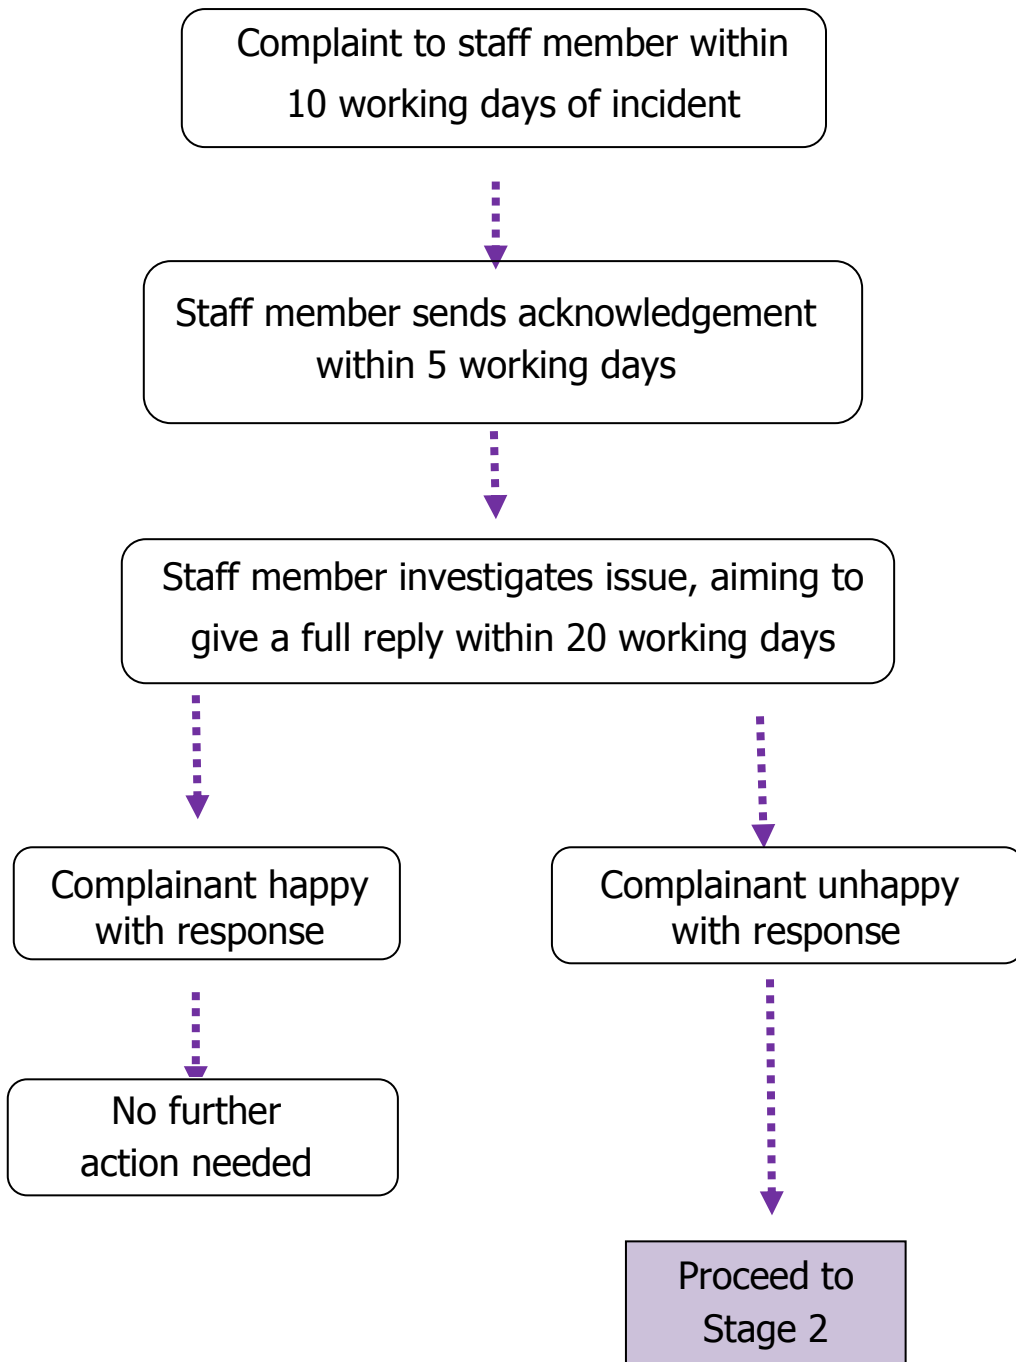 Complaint to staff member within
10 working days of incident
Staff member sends acknowledgement
within 5 working days
Staff member investigates issue, aiming to
give a full reply within 20 working days
Complainant happy
with response
Complainant unhappy
with response
No further
action needed
Proceed to
Stage 2